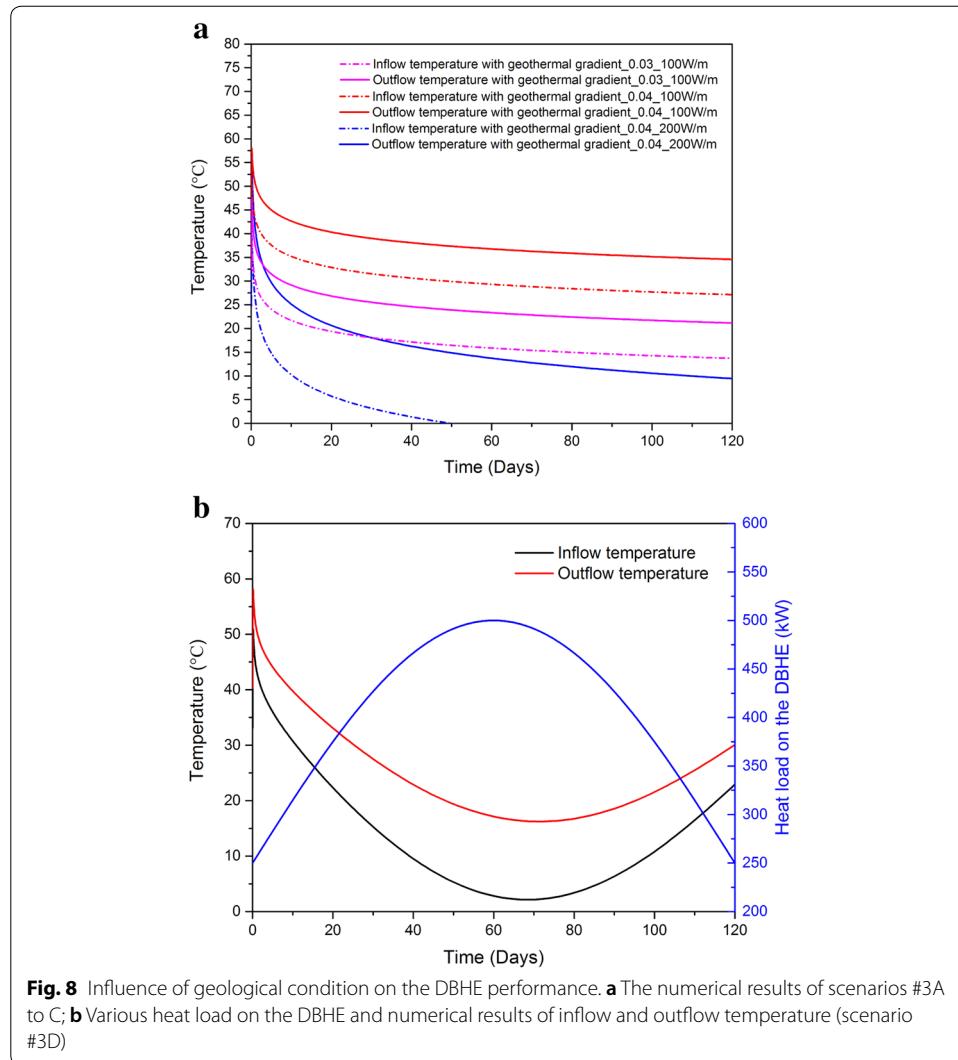 a
80
75
70
65
60
55
50
45
40
35
30
25
20
15
10
5
0
Temperature (°C)
Inflow temperature with geothermal gradient_0.03_100W/m
Outflow temperature with geothermal gradient_0.03_100W/m
Inflow temperature with geothermal gradient_0.04_100W/m
Outflow temperature with geothermal gradient_0.04_100W/m
Inflow temperature with geothermal gradient_0.04_200W/m
Outflow temperature with geothermal gradient_0.04_200W/m
0 20 40 60 80 100 120
Time (Days)
b
70
60
50
40
30
20
10
0
Temperature (°C)
Inflow temperature
Outflow temperature
600
550
500
450
400
350
300
250
200
Heat load on the DBHE (kW)
0 20 40 60 80 100 120
Time (Days)
Fig. 8 Influence of geological condition on the DBHE performance. a The numerical results of scenarios #3A
to C; b Various heat load on the DBHE and numerical results of inflow and outflow temperature (scenario
#3D)